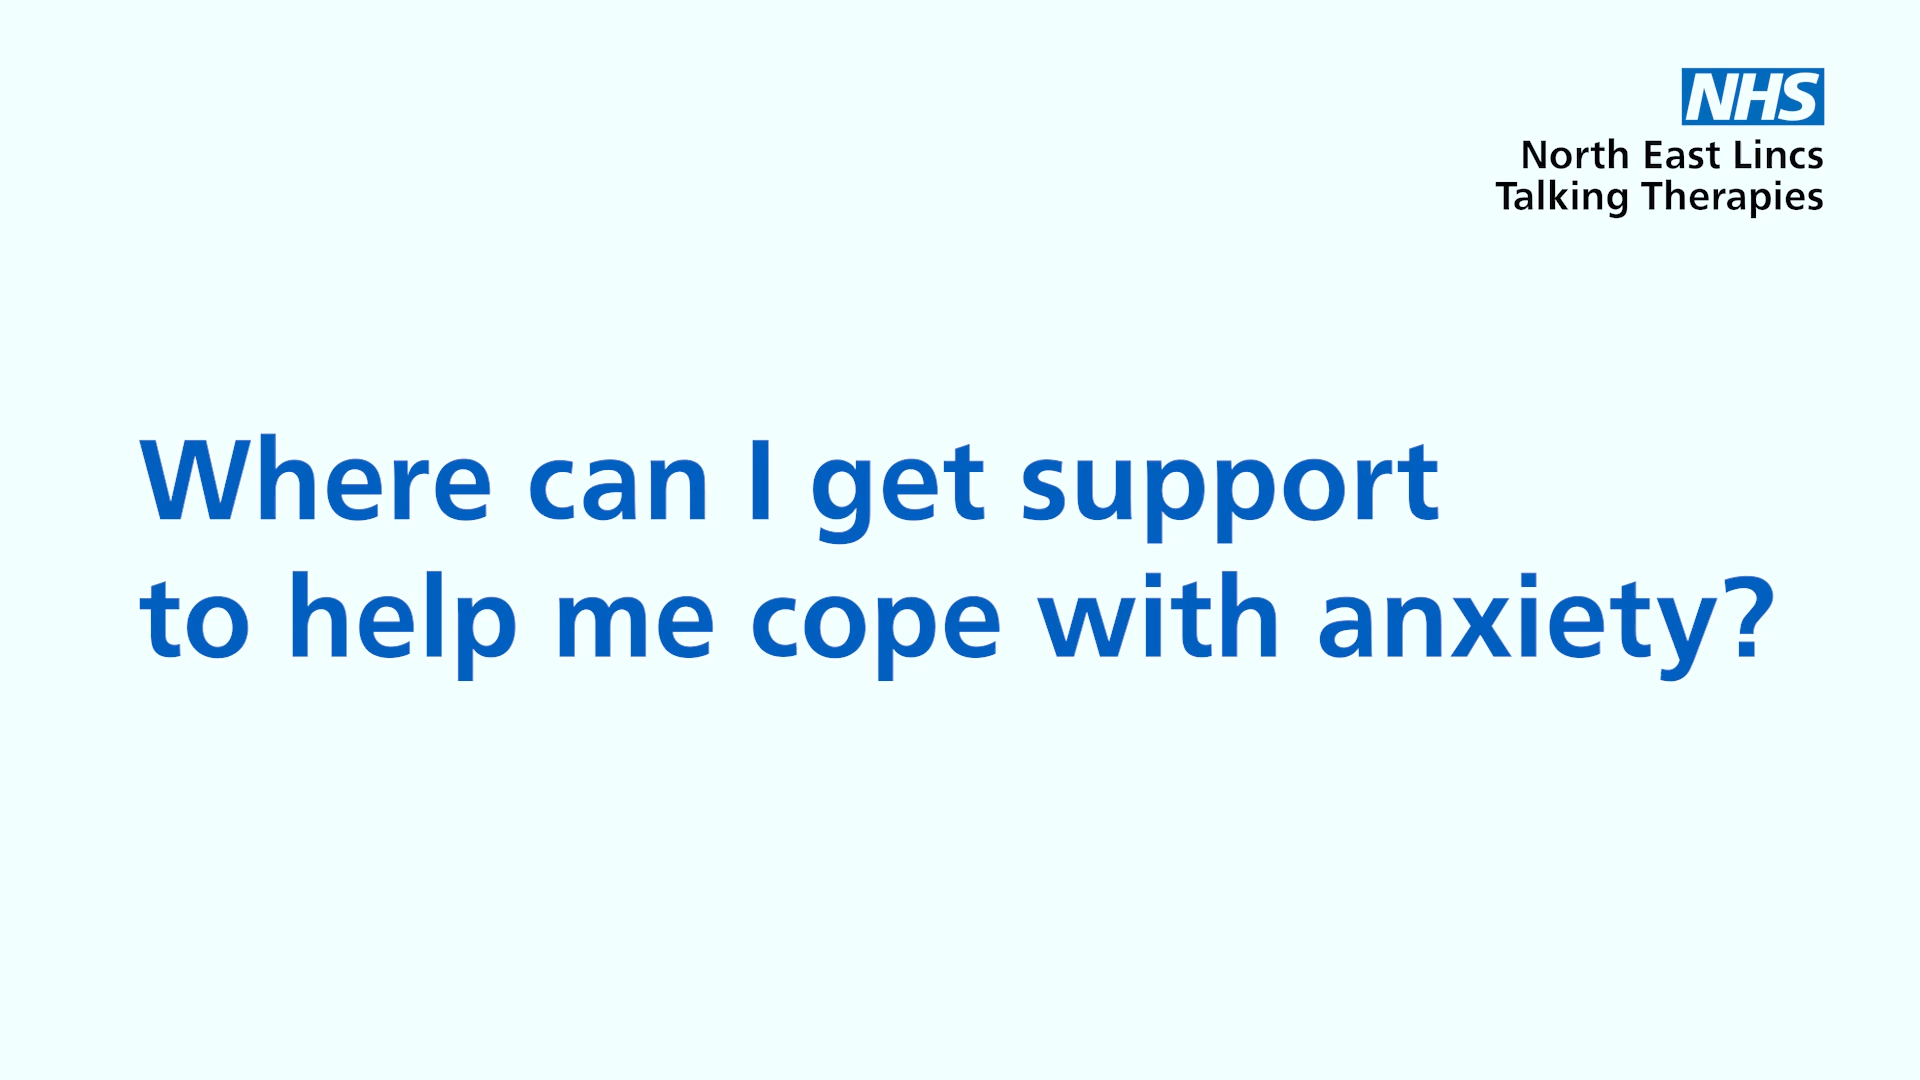 NHS
North East Lincs
Talking Therapies
Where can I get support
to help me cope with anxiety?